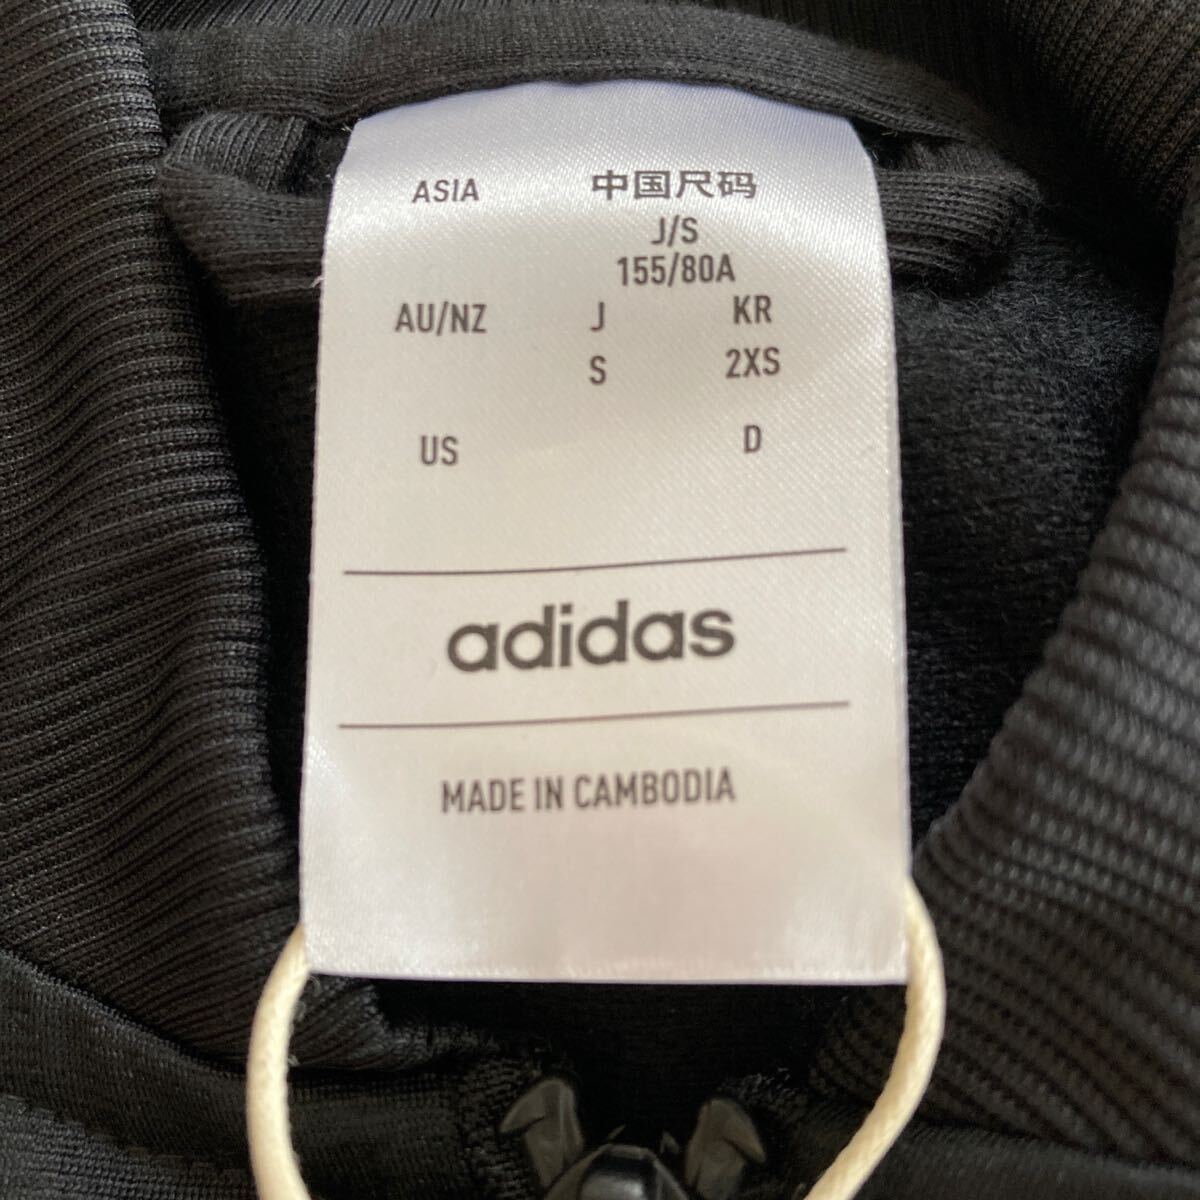 ASIA 中国尺码
J/S
155/80A
AU/NZ J KR
S 2XS
US D
adidas
MADE IN CAMBODIA